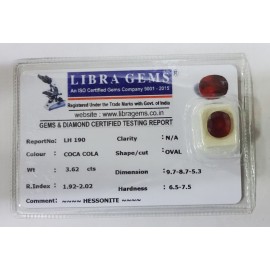 LIBRA GEMS
An ISO Certified Gems Company 9001 - 2015
Registered Under the Trade Marks with Govt. of India
website : www.libragems.co.in
GEMS & DIAMOND CERTIFIED TESTING REPORT
ReportNo: LH 190 Clarity N/A
Colour COCA COLA Shape/cut OVAL
Wt 3.62 cts Dimension 9.7-8.7-5.3
R.Index 1.92-2.02 Hardness 6.5-7.5
Comment ~~~~ HESSONITE ~~~~